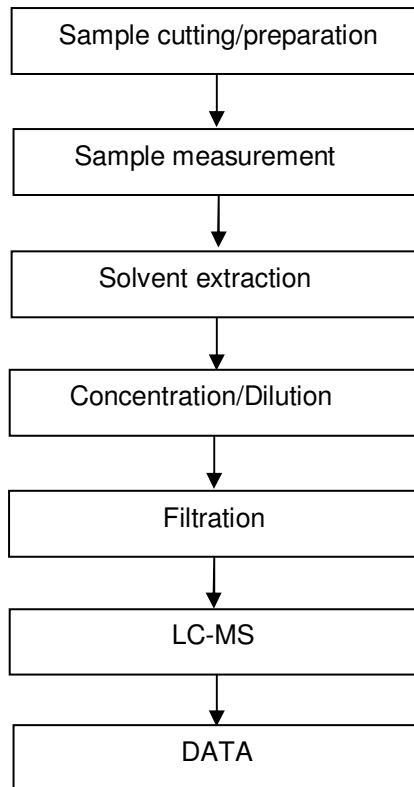 Sample cutting/preparation
Sample measurement
Solvent extraction
Concentration/Dilution
Filtration
LC-MS
DATA